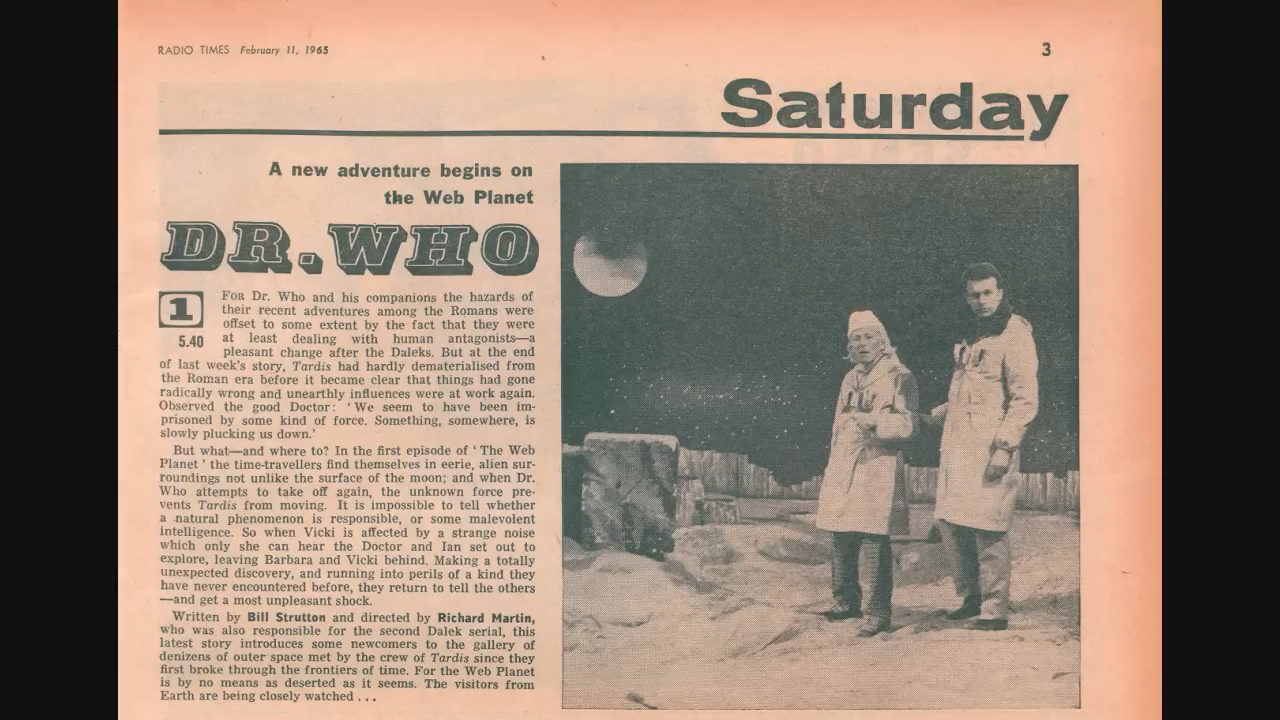 RADIO TIMES February 11, 1965
3
Saturday
A new adventure begins on
the Web Planet
DR. WHO
1
5.40
FOR Dr. Who and his companions the hazards of
their recent adventures among the Romans were
offset to some extent by the fact that they were
at least dealing with human antagonists—a
pleasant change after the Daleks. But at the end
of last week's story, Tardis had hardly dematerialised from
the Roman era before it became clear that things had gone
radically wrong and unearthly influences were at work again.
Observed the good Doctor: ‘We seem to have been im-
prisoned by some kind of force. Something, somewhere, is
slowly plucking us down.’
But what—and where to? In the first episode of ‘The Web
Planet’ the time-travellers find themselves in eerie, alien sur-
roundings not unlike the surface of the moon; and when Dr.
Who attempts to take off again, the unknown force pre-
vents Tardis from moving. It is impossible to tell whether
a natural phenomenon is responsible, or some malevolent
intelligence. So when Vicki is affected by a strange noise
which only she can hear the Doctor and Ian set out to
explore, leaving Barbara and Vicki behind. Making a totally
unexpected discovery, and running into perils of a kind they
have never encountered before, they return to tell the others
—and get a most unpleasant shock.
Written by Bill Strutton and directed by Richard Martin,
who was also responsible for the second Dalek serial, this
latest story introduces some newcomers to the gallery of
denizens of outer space met by the crew of Tardis since they
first broke through the frontiers of time. For the Web Planet
is by no means as deserted as it seems. The visitors from
Earth are being closely watched . . .